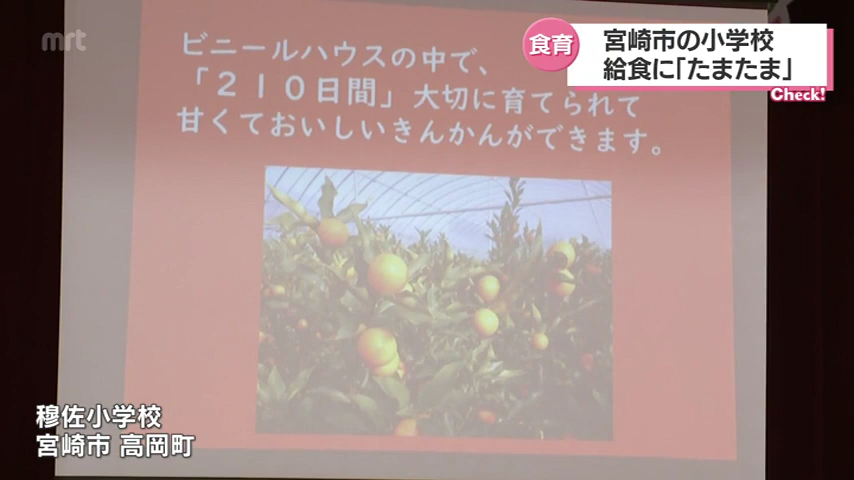 mrt
食育
宮崎市の小学校
給食に「たまたま」
Check!
ビニールハウスの中で、
「２１０日間」大切に育てられて
甘くておいしいきんかんができます。
穆佐小学校
宮崎市 高岡町